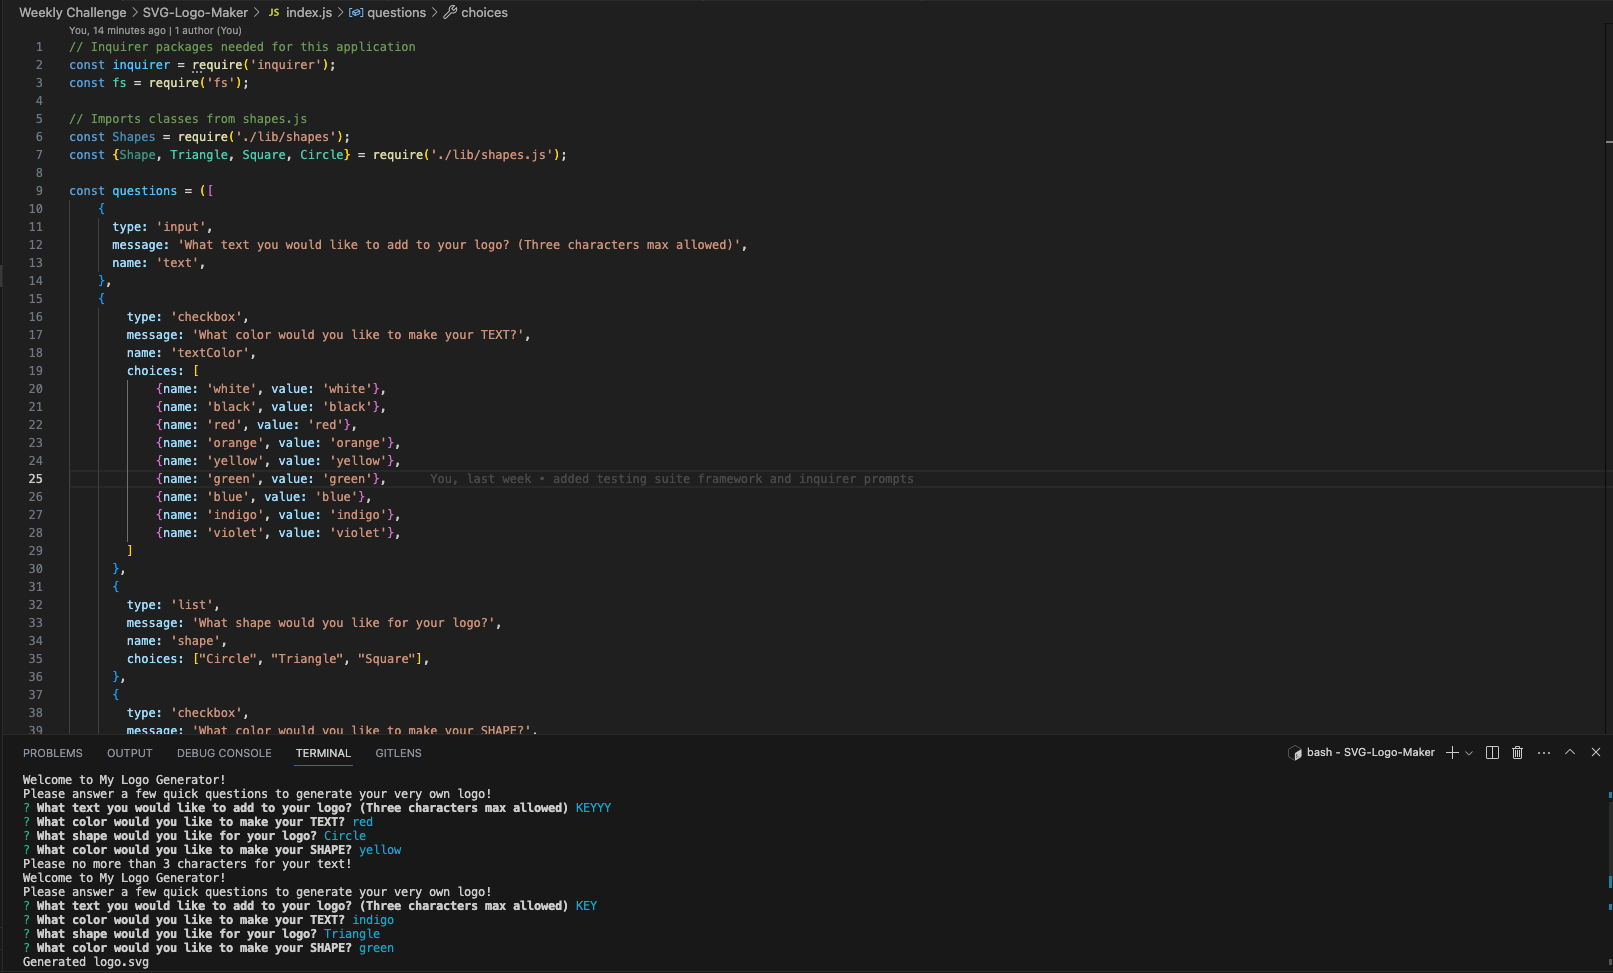 Weekly Challenge > SVG-Logo-Maker > JS index.js > questions > choices
You, 14 minutes ago | 1 author (You)
1 // Inquirer packages needed for this application
2 const inquirer = require('inquirer');
3 const fs = require('fs');
4
5 // Imports classes from shapes.js
6 const Shapes = require('./lib/shapes');
7 const {Shape, Triangle, Square, Circle} = require('./lib/shapes.js');
8
9 const questions = ([
10 {
11 type: 'input',
12 message: 'What text you would like to add to your logo? (Three characters max allowed)',
13 name: 'text',
14 },
15 {
16 type: 'checkbox',
17 message: 'What color would you like to make your TEXT?',
18 name: 'textColor',
19 choices: [
20 {name: 'white', value: 'white'},
21 {name: 'black', value: 'black'},
22 {name: 'red', value: 'red'},
23 {name: 'orange', value: 'orange'},
24 {name: 'yellow', value: 'yellow'},
25 {name: 'green', value: 'green'}, You, last week • added testing suite framework and inquirer prompts
26 {name: 'blue', value: 'blue'},
27 {name: 'indigo', value: 'indigo'},
28 {name: 'violet', value: 'violet'},
29 ]
30 },
31 {
32 type: 'list',
33 message: 'What shape would you like for your logo?',
34 name: 'shape',
35 choices: ["Circle", "Triangle", "Square"],
36 },
37 {
38 type: 'checkbox',
39 message: 'What color would you like to make your SHAPE?',
PROBLEMS OUTPUT DEBUG CONSOLE TERMINAL GITLENS bash - SVG-Logo-Maker
Welcome to My Logo Generator!
Please answer a few quick questions to generate your very own logo!
? What text you would like to add to your logo? (Three characters max allowed) KEYYY
? What color would you like to make your TEXT? red
? What shape would you like for your logo? Circle
? What color would you like to make your SHAPE? yellow
Please no more than 3 characters for your text!
Welcome to My Logo Generator!
Please answer a few quick questions to generate your very own logo!
? What text you would like to add to your logo? (Three characters max allowed) KEY
? What color would you like to make your TEXT? indigo
? What shape would you like for your logo? Triangle
? What color would you like to make your SHAPE? green
Generated logo.svg